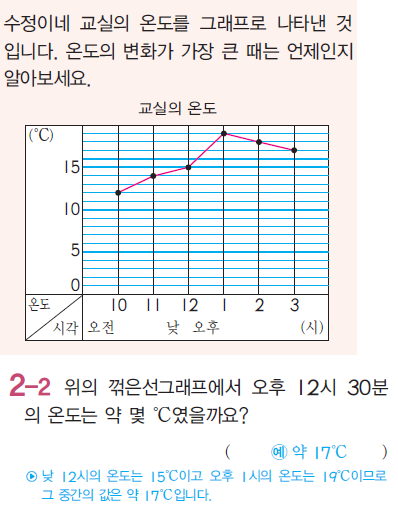 수정이네 교실의 온도를 그래프로 나타낸 것
입니다. 온도의 변화가 가장 큰 때는 언제인지
알아보세요.
교실의 온도
(℃)
15
10
5
0
온도
시각
10 11 12 1 2 3
오전 낮 오후 (시)
2-2 위의 꺾은선그래프에서 오후 12시 30분
의 온도는 약 몇 ℃였을까요?
( 예 약 17℃ )
낮 12시의 온도는 15℃이고 오후 1시의 온도는 19℃이므로
그 중간의 값은 약 17℃입니다.